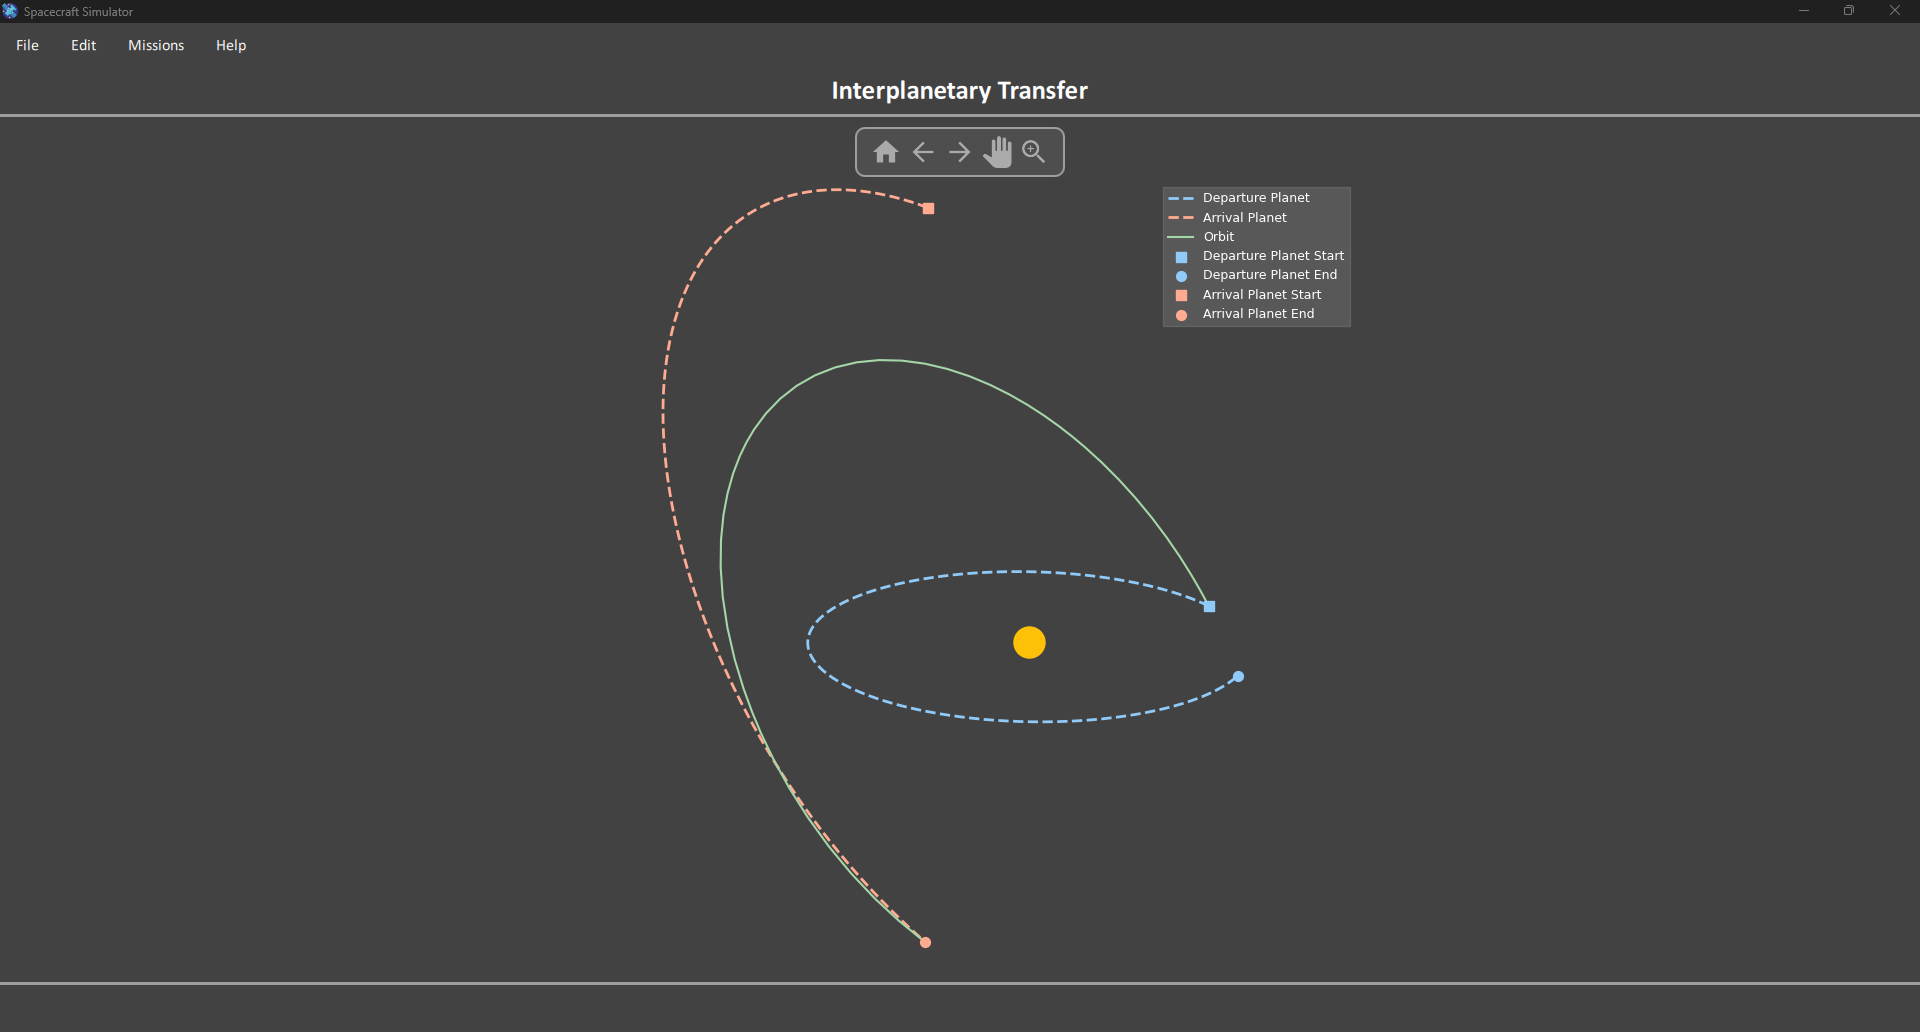 Spacecraft Simulator
File Edit Missions Help
Interplanetary Transfer
Departure Planet
Arrival Planet
Orbit
Departure Planet Start
Departure Planet End
Arrival Planet Start
Arrival Planet End